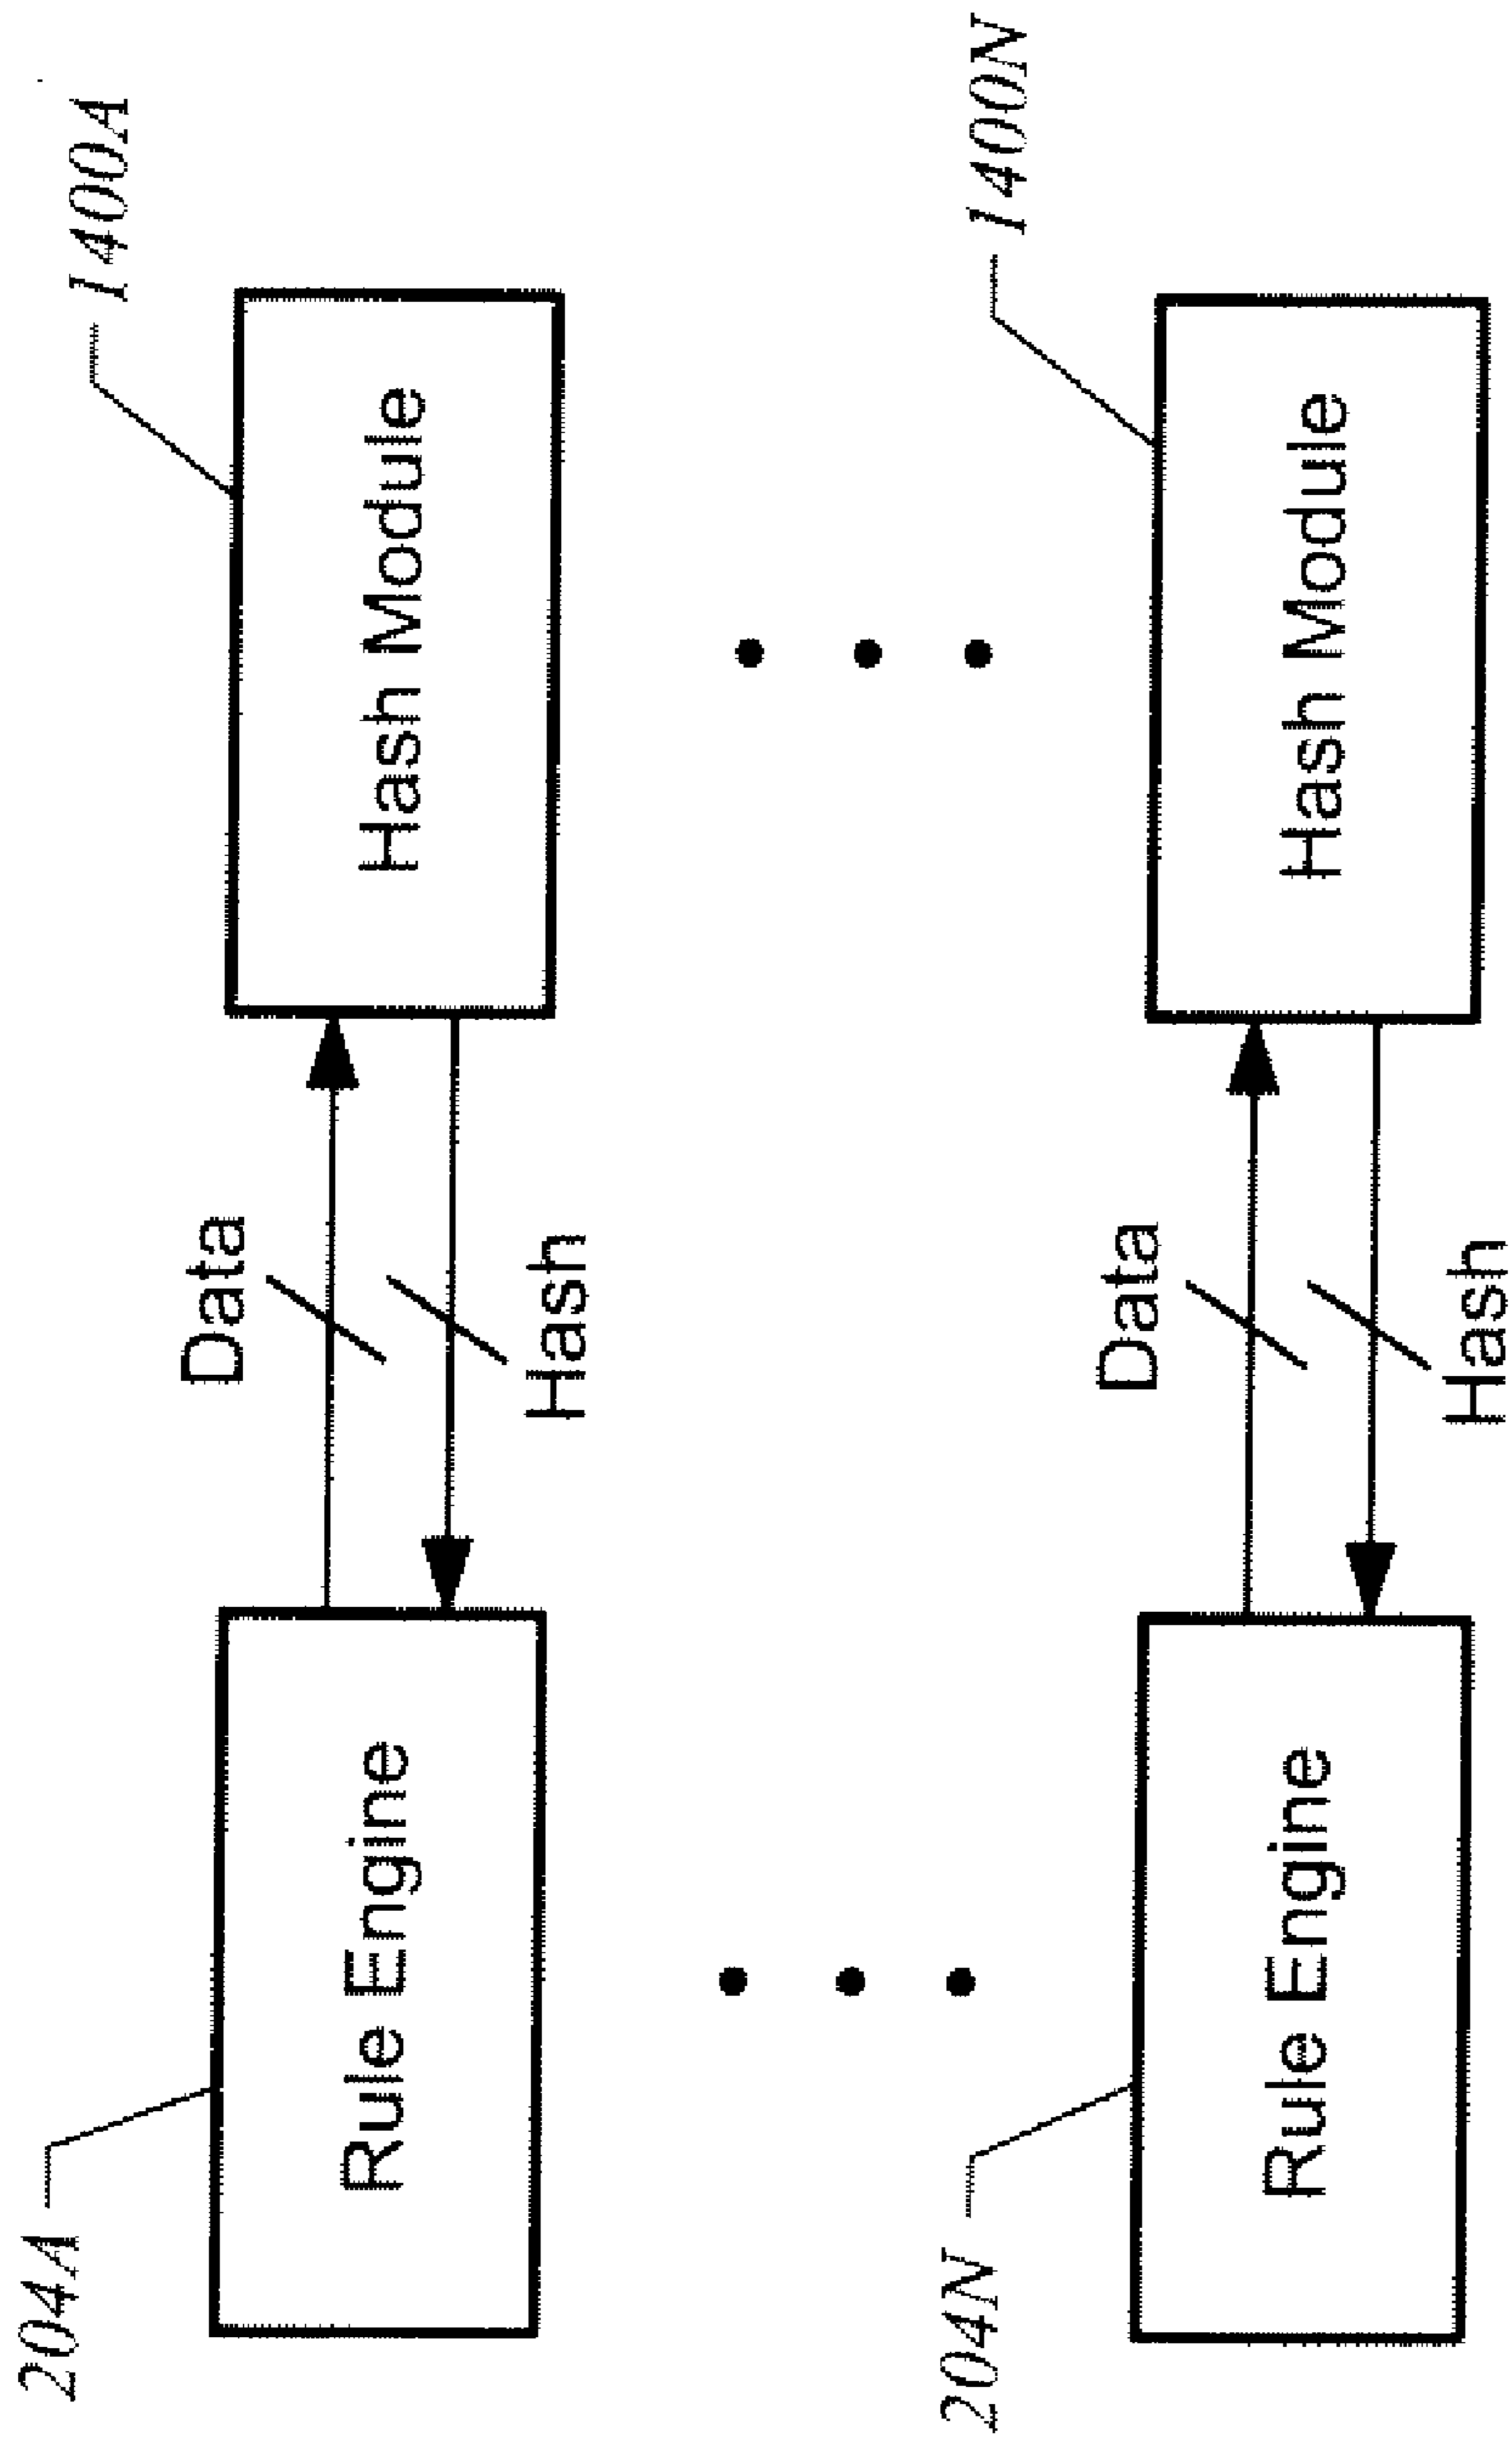 204A
Rule Engine
Data
Hash
Hash Module
1400A
204N
Rule Engine
Data
Hash
Hash Module
1400N